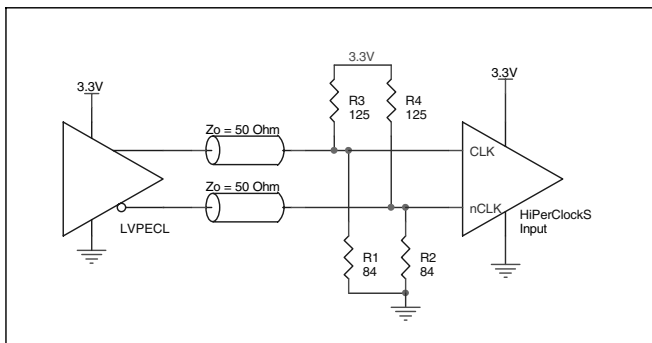 3.3V
3.3V
3.3V
R3
125
R4
125
Zo = 50 Ohm
CLK
Zo = 50 Ohm
nCLK
HiPerClockS
Input
LVPECL
R1
84
R2
84